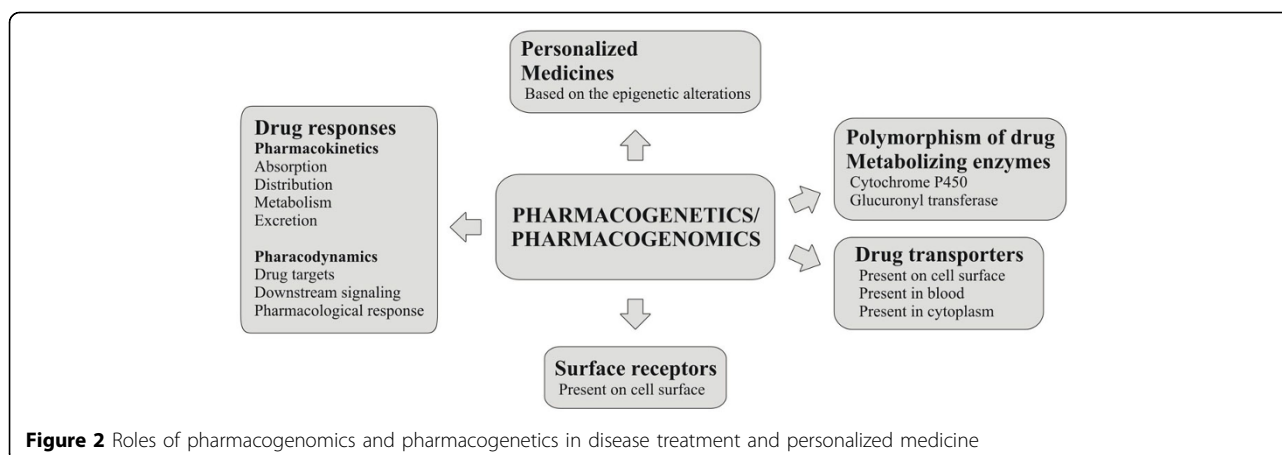 Personalized
Medicines
Based on the epigenetic alterations
Drug responses
Pharmacokinetics
Absorption
Distribution
Metabolism
Excretion
Pharacodynamics
Drug targets
Downstream signaling
Pharmacological response
PHARMACOGENETICS/
PHARMACOGENOMICS
Polymorphism of drug
Metabolizing enzymes
Cytochrome P450
Glucuronyl transferase
Drug transporters
Present on cell surface
Present in blood
Present in cytoplasm
Surface receptors
Present on cell surface
Figure 2 Roles of pharmacogenomics and pharmacogenetics in disease treatment and personalized medicine